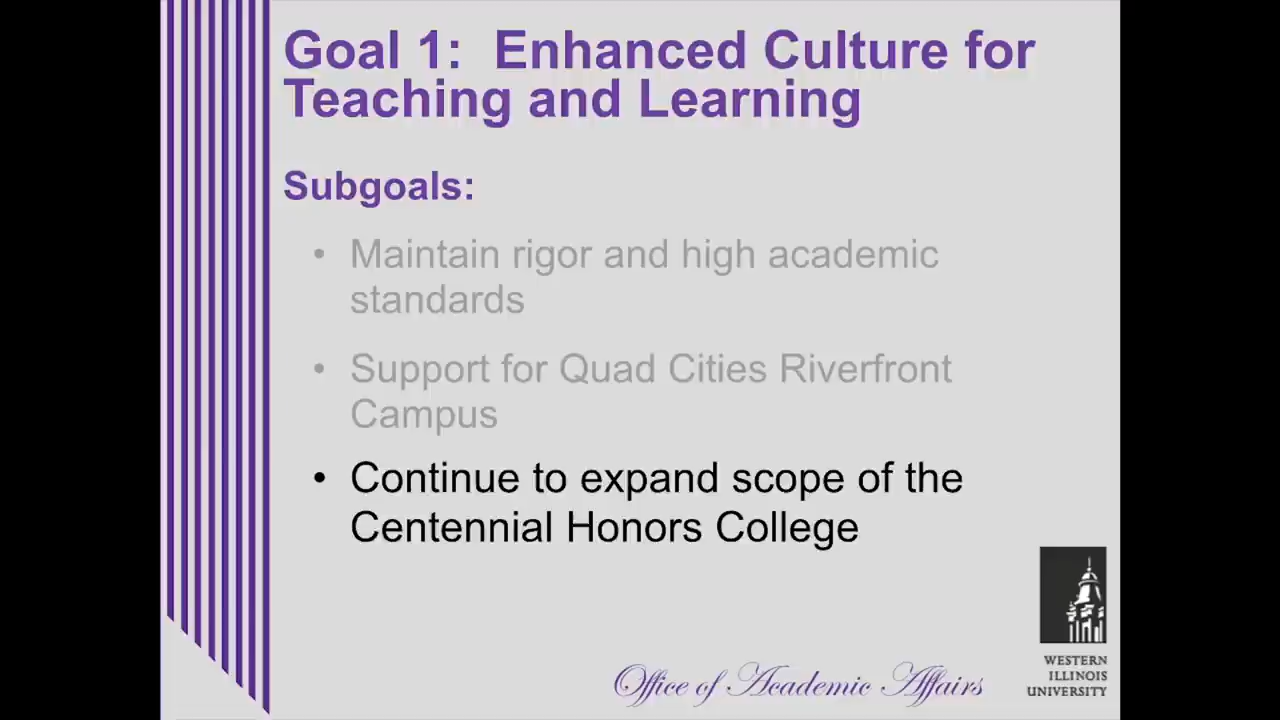 Goal 1: Enhanced Culture for
Teaching and Learning
Subgoals:
• Maintain rigor and high academic
standards
• Support for Quad Cities Riverfront
Campus
• Continue to expand scope of the
Centennial Honors College
Office of Academic Affairs
WESTERN
ILLINOIS
UNIVERSITY